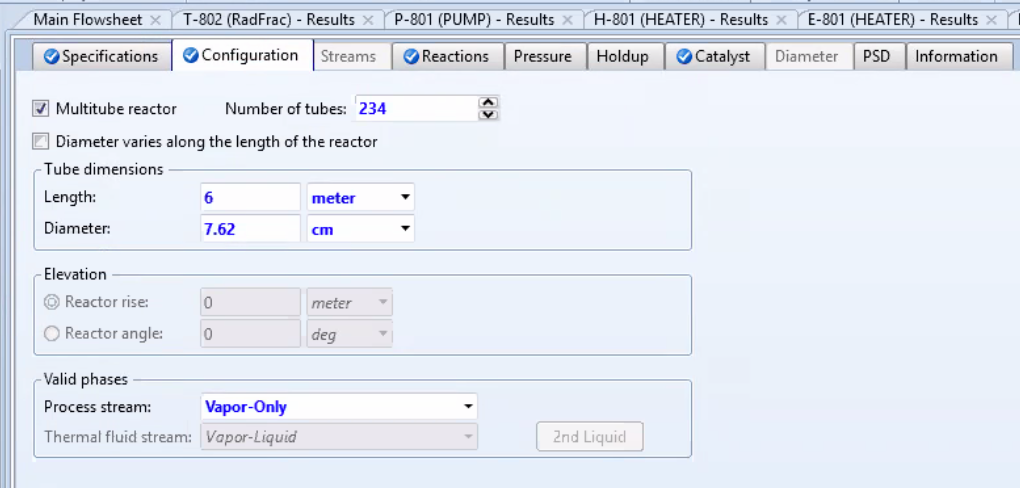 Main Flowsheet T-802 (RadFrac) - Results P-801 (PUMP) - Results H-801 (HEATER) - Results E-801 (HEATER) - Results
Specifications Configuration Streams Reactions Pressure Holdup Catalyst Diameter PSD Information
Multitube reactor Number of tubes: 234
Diameter varies along the length of the reactor
Tube dimensions
Length: 6 meter
Diameter: 7.62 cm
Elevation
Reactor rise: 0 meter
Reactor angle: 0 deg
Valid phases
Process stream: Vapor-Only
Thermal fluid stream: Vapor-Liquid 2nd Liquid